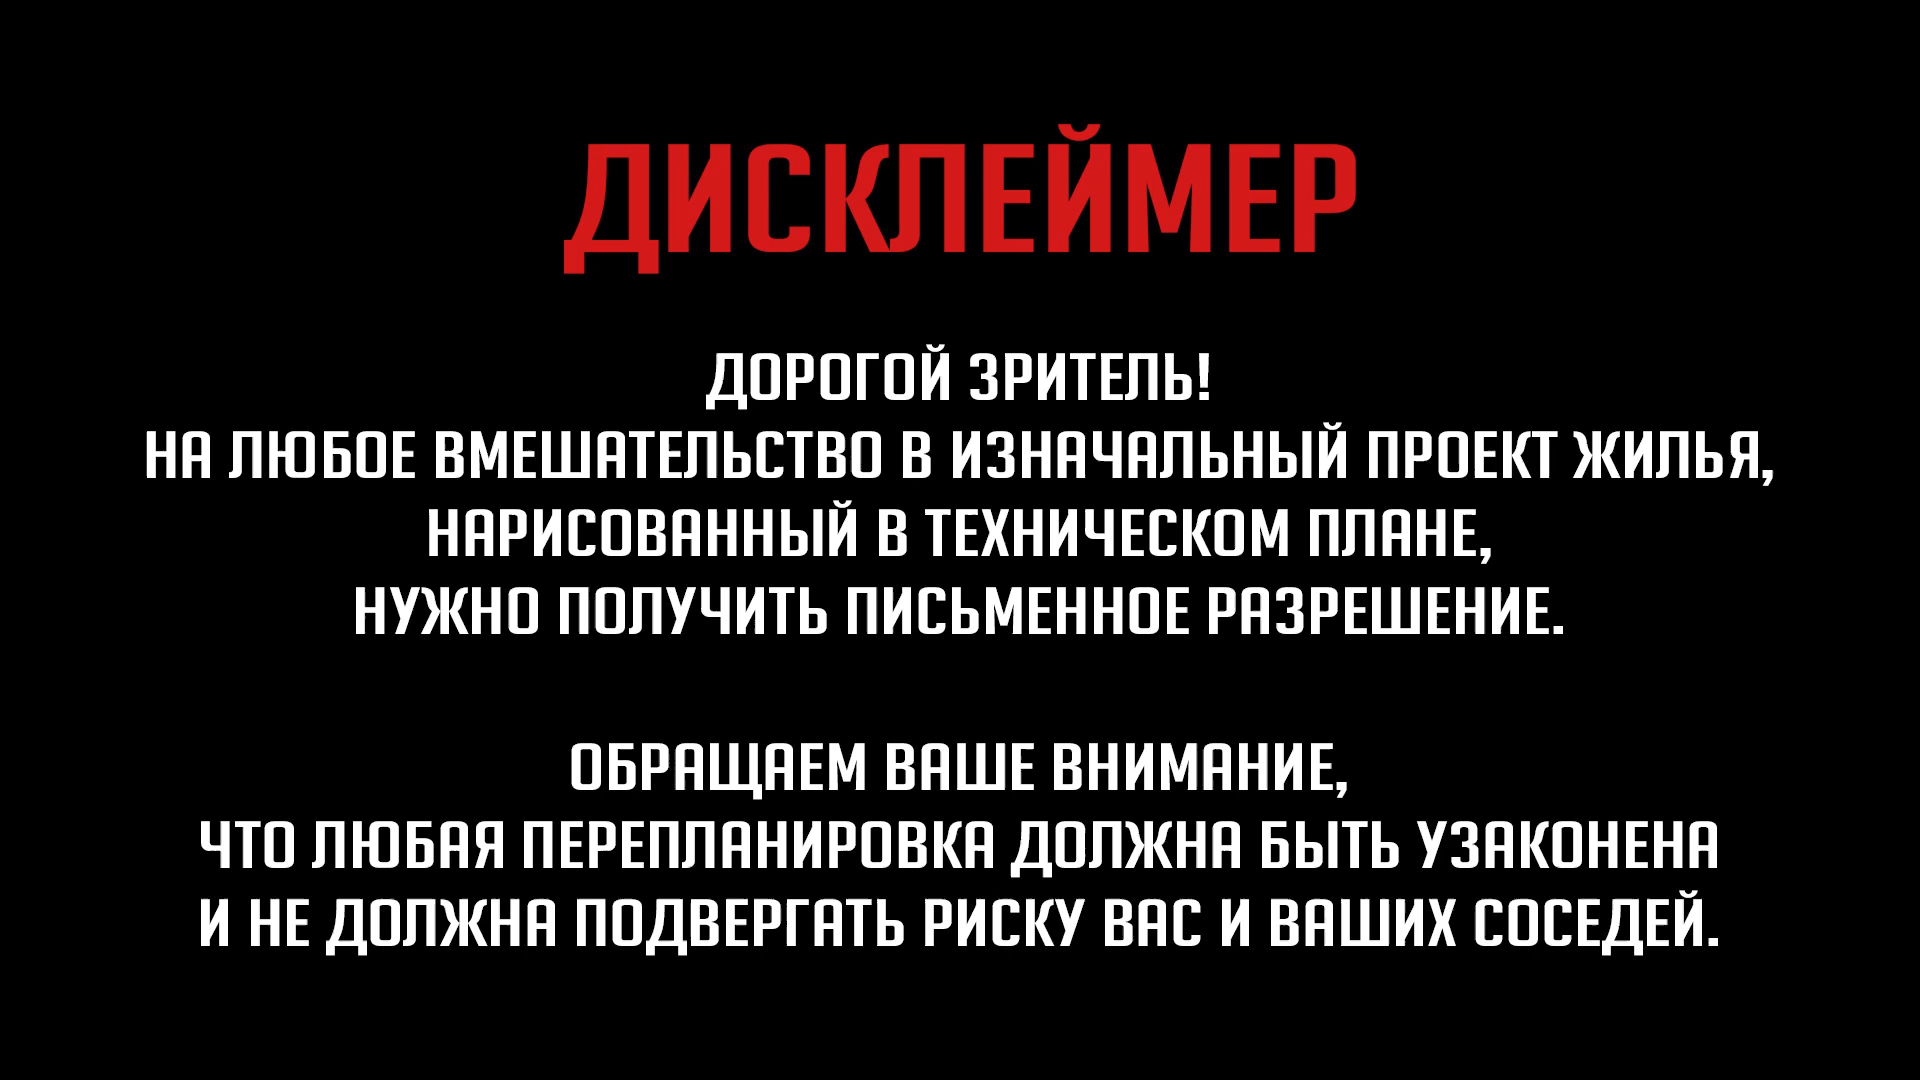 ДИСКЛЕЙМЕР
ДОРОГОЙ ЗРИТЕЛЬ!
НА ЛЮБОЕ ВМЕШАТЕЛЬСТВО В ИЗНАЧАЛЬНЫЙ ПРОЕКТ ЖИЛЬЯ,
НАРИСОВАННЫЙ В ТЕХНИЧЕСКОМ ПЛАНЕ,
НУЖНО ПОЛУЧИТЬ ПИСЬМЕННОЕ РАЗРЕШЕНИЕ.
ОБРАЩАЕМ ВАШЕ ВНИМАНИЕ,
ЧТО ЛЮБАЯ ПЕРЕПЛАНИРОВКА ДОЛЖНА БЫТЬ УЗАКОНЕНА
И НЕ ДОЛЖНА ПОДВЕРГАТЬ РИСКУ ВАС И ВАШИХ СОСЕДЕЙ.